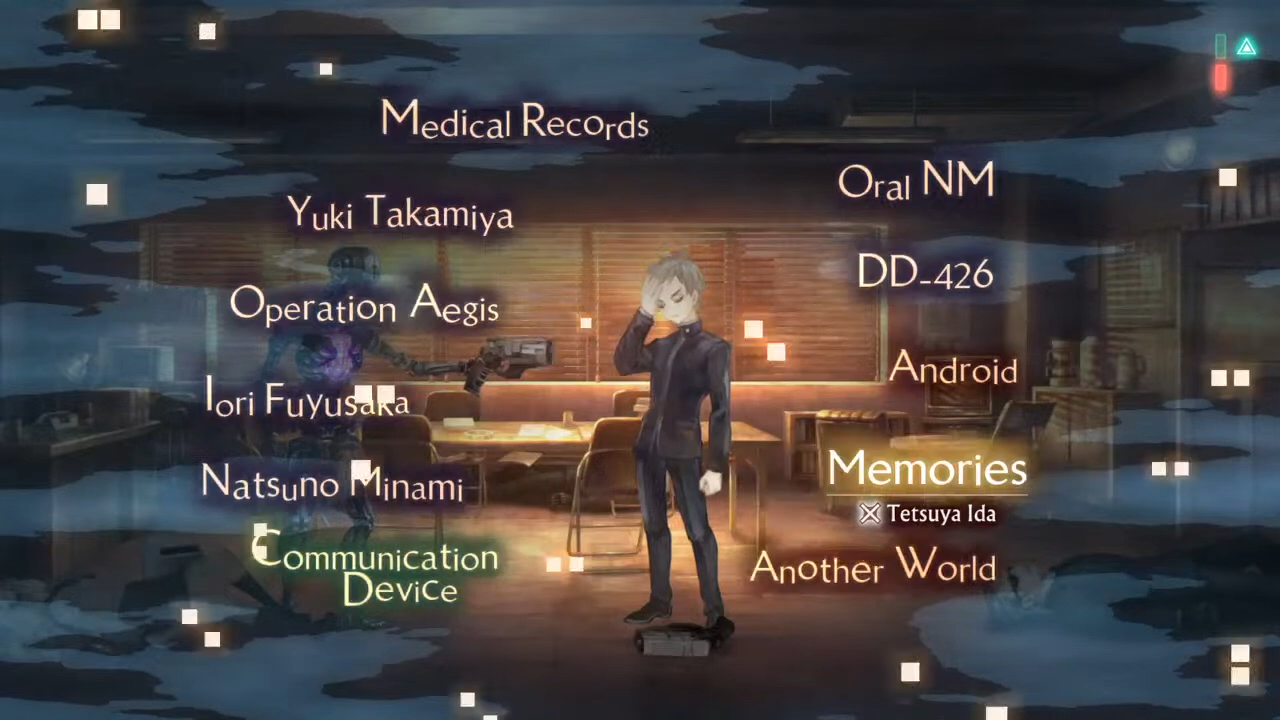 Medical Records
Oral NM
Yuki Takamiya
DD-426
Operation Aegis
Android
Iori Fuyusaka
Memories
Natsuno Minami
Tetsuya Ida
Communication
Device
Another World